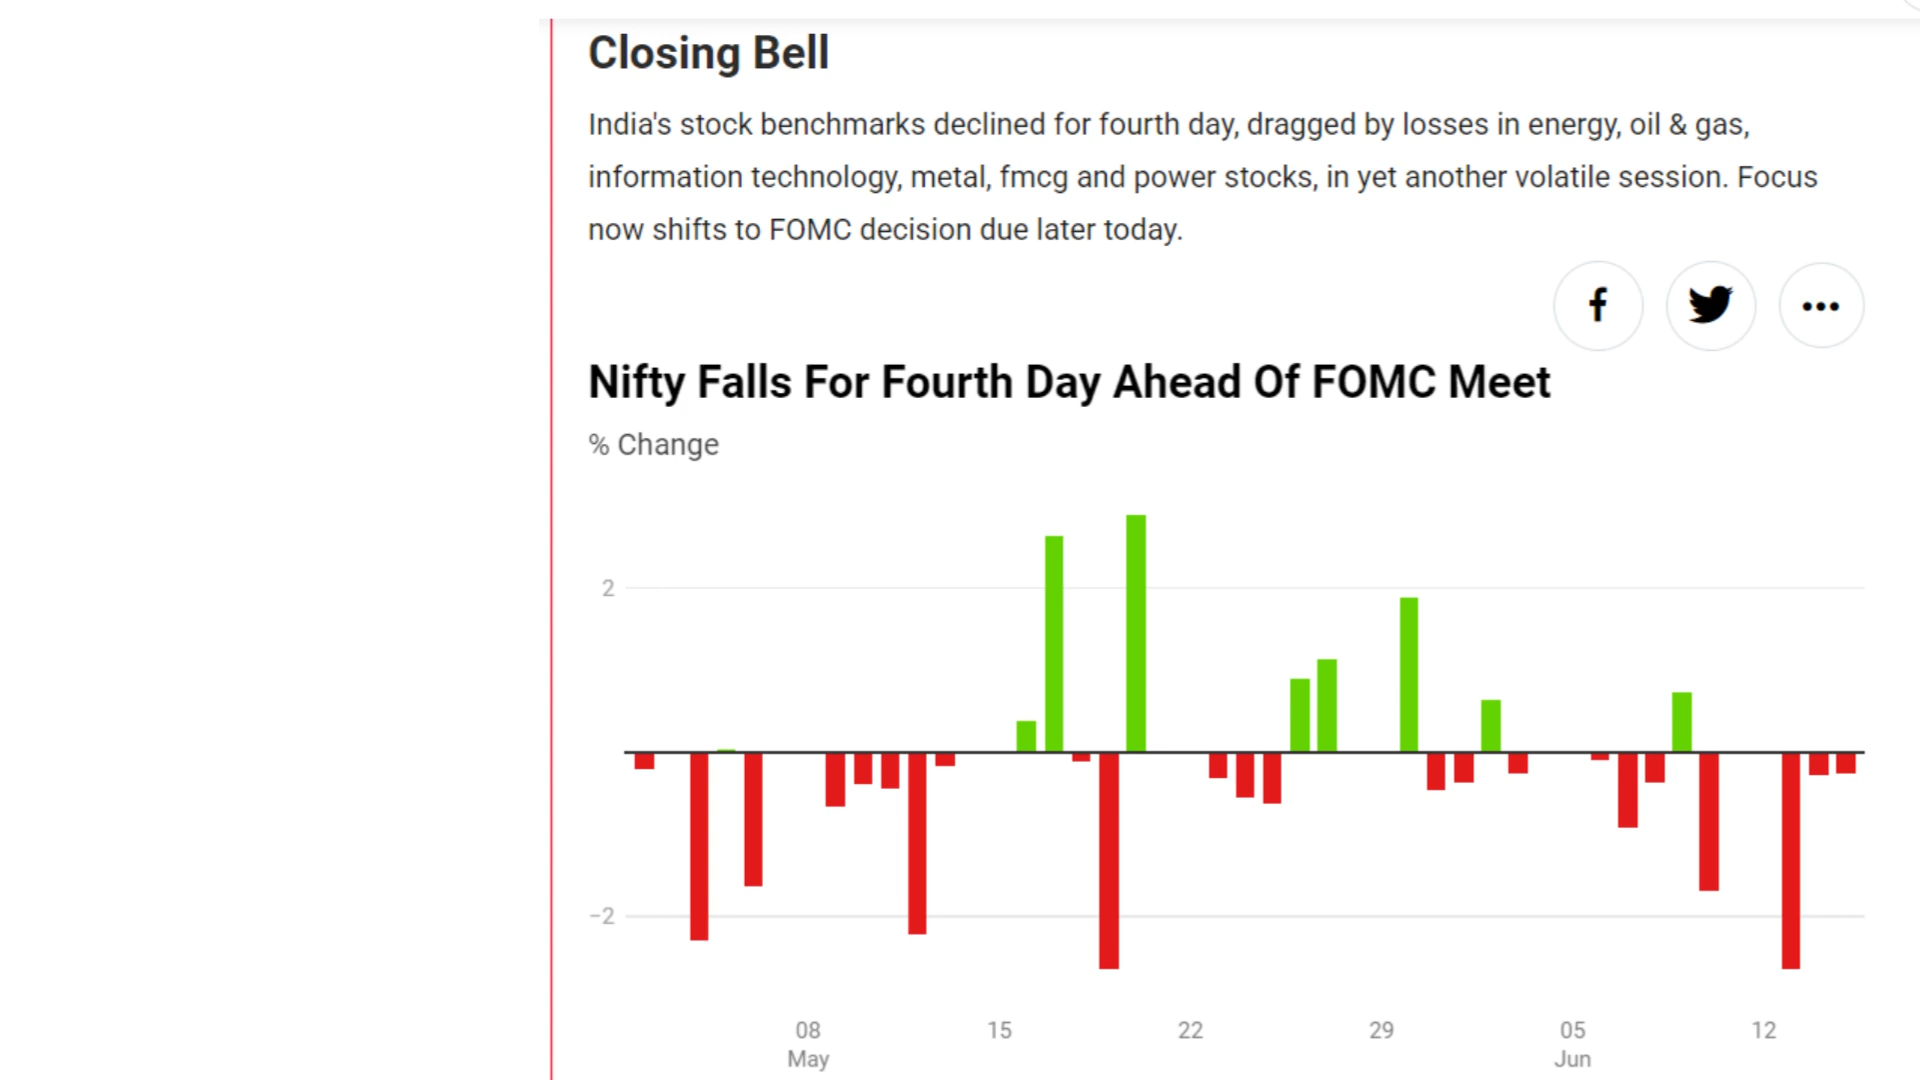 Closing Bell
India's stock benchmarks declined for fourth day, dragged by losses in energy, oil & gas,
information technology, metal, fmcg and power stocks, in yet another volatile session. Focus
now shifts to FOMC decision due later today.
Nifty Falls For Fourth Day Ahead Of FOMC Meet
% Change
2
−2
08 15 22 29 05 12
May Jun